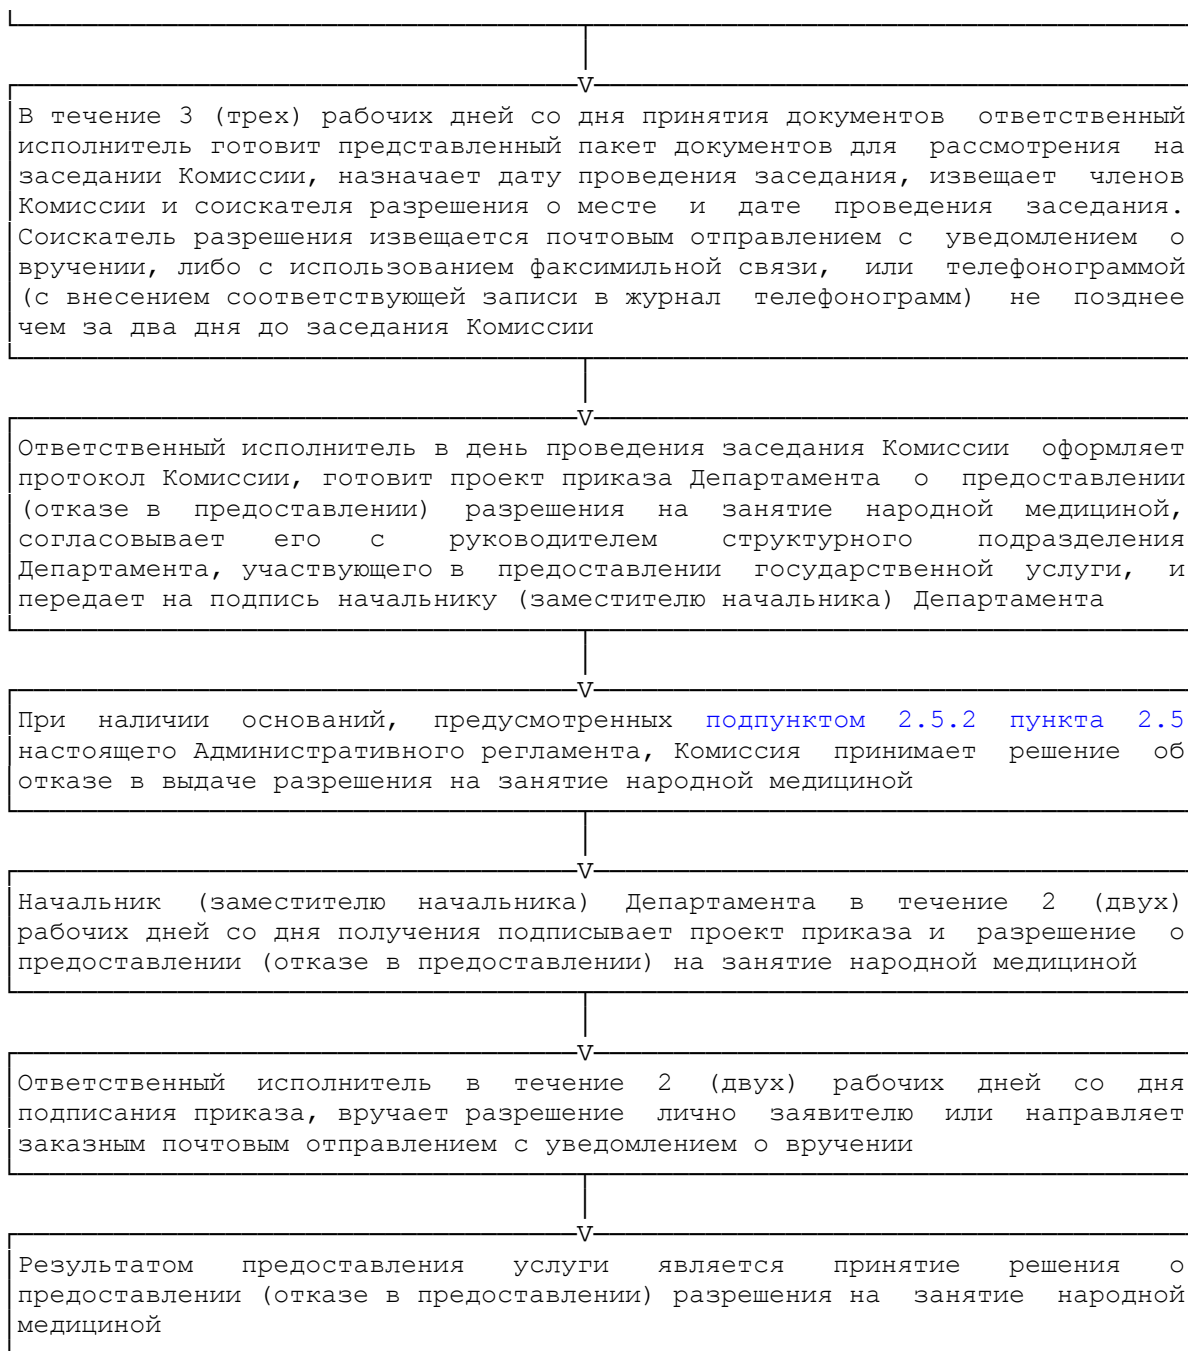 В течение 3 (трех) рабочих дней со дня принятия документов ответственный
исполнитель готовит представленный пакет документов для рассмотрения на
заседании Комиссии, назначает дату проведения заседания, извещает членов
Комиссии и соискателя разрешения о месте и дате проведения заседания.
Соискатель разрешения извещается почтовым отправлением с уведомлением о
вручении, либо с использованием факсимильной связи, или телефонограммой
(с внесением соответствующей записи в журнал телефонограмм) не позднее
чем за два дня до заседания Комиссии
Ответственный исполнитель в день проведения заседания Комиссии оформляет
протокол Комиссии, готовит проект приказа Департамента о предоставлении
(отказе в предоставлении) разрешения на занятие народной медициной,
согласовывает его с руководителем структурного подразделения
Департамента, участвующего в предоставлении государственной услуги, и
передает на подпись начальнику (заместителю начальника) Департамента
При наличии оснований, предусмотренных подпунктом 2.5.2 пункта 2.5
настоящего Административного регламента, Комиссия принимает решение об
отказе в выдаче разрешения на занятие народной медициной
Начальник (заместителю начальника) Департамента в течение 2 (двух)
рабочих дней со дня получения подписывает проект приказа и разрешение о
предоставлении (отказе в предоставлении) на занятие народной медициной
Ответственный исполнитель в течение 2 (двух) рабочих дней со дня
подписания приказа, вручает разрешение лично заявителю или направляет
заказным почтовым отправлением с уведомлением о вручении
Результатом предоставления услуги является принятие решения о
предоставлении (отказе в предоставлении) разрешения на занятие народной
медициной